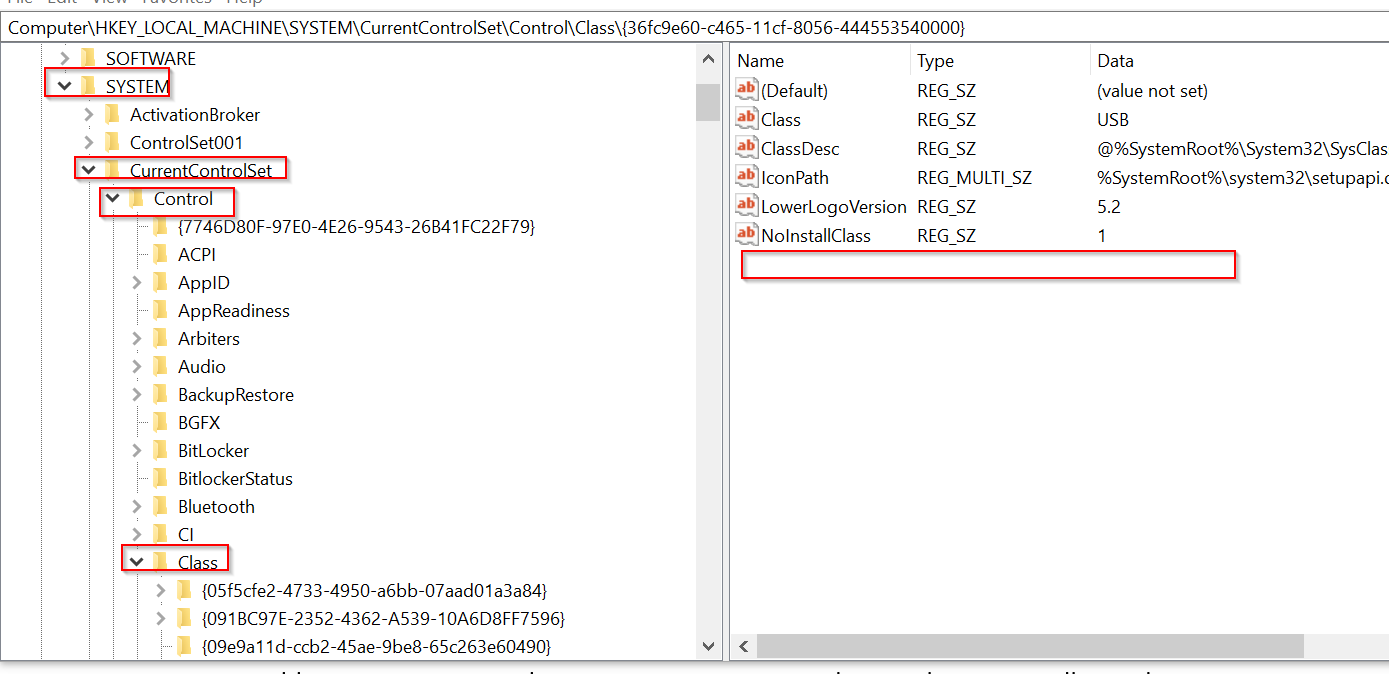 File Edit View Favorites Help
Computer\HKEY_LOCAL_MACHINE\SYSTEM\CurrentControlSet\Control\Class\{36fc9e60-c465-11cf-8056-444553540000}
SOFTWARE
SYSTEM
ActivationBroker
ControlSet001
CurrentControlSet
Control
{7746D80F-97E0-4E26-9543-26B41FC22F79}
ACPI
AppID
AppReadiness
Arbiters
Audio
BackupRestore
BGFX
BitLocker
BitlockerStatus
Bluetooth
CI
Class
{05f5cfe2-4733-4950-a6bb-07aad01a3a84}
{091BC97E-2352-4362-A539-10A6D8FF7596}
{09e9a11d-ccb2-45ae-9be8-65c263e60490}
Name Type Data
(Default) REG_SZ (value not set)
Class REG_SZ USB
ClassDesc REG_SZ @%SystemRoot%\System32\SysClas
IconPath REG_MULTI_SZ %SystemRoot%\system32\setupapi.
LowerLogoVersion REG_SZ 5.2
NoInstallClass REG_SZ 1